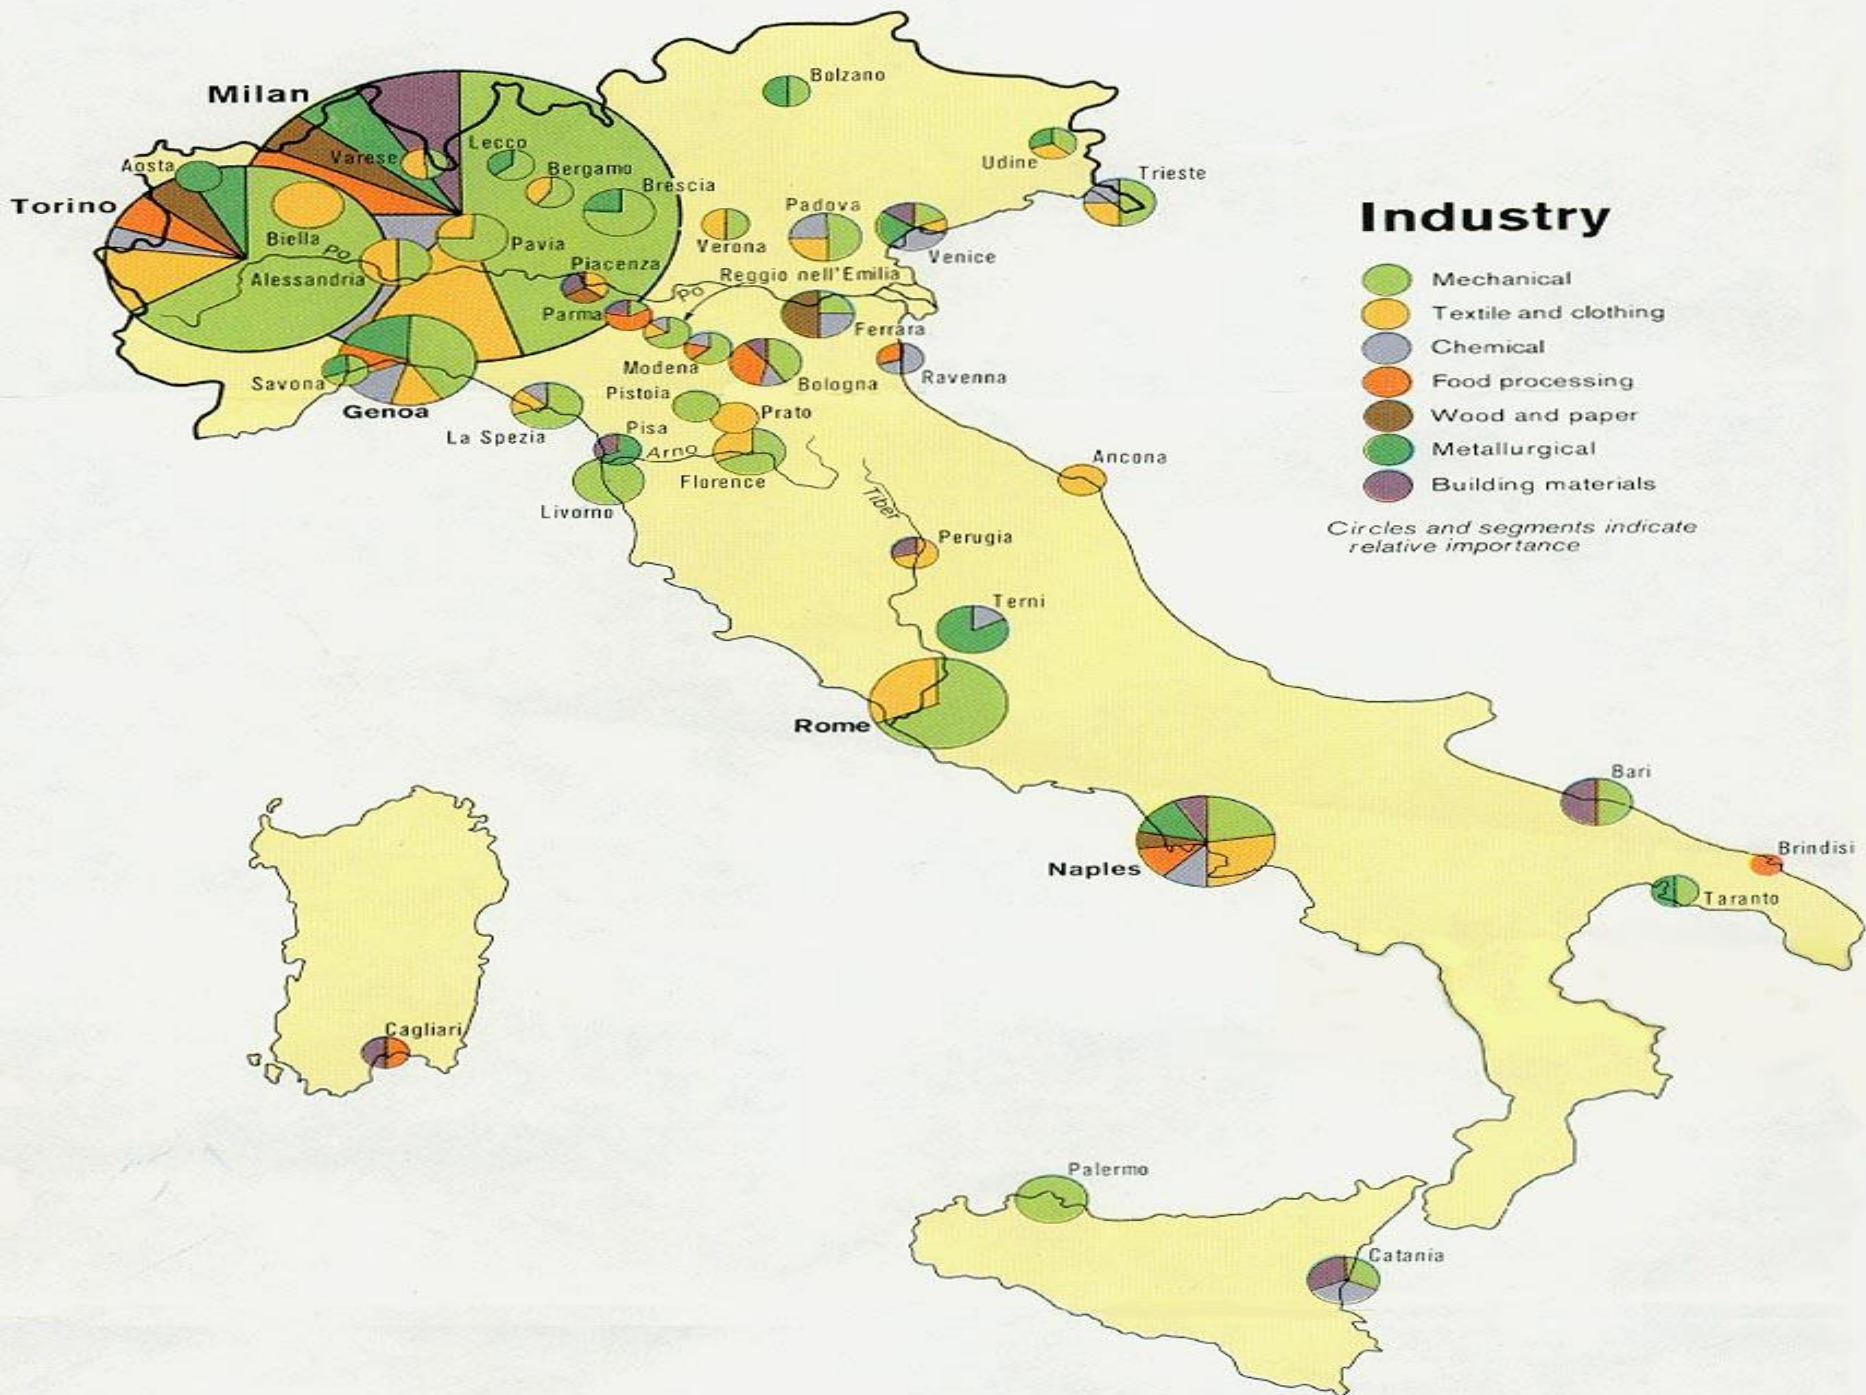 Milan
Bolzano
Lecco
Udine
Aosta
Varese
Bergamo
Trieste
Brescia
Torino
Padova
Biella
Po
Pavia
Verona
Venice
Piacenza
Reggio nell'Emilia
Alessandria
Po
Parma
Ferrara
Modena
Ravenna
Savona
Bologna
Genoa
Pistoia
Prato
La Spezia
Pisa
Arno
Florence
Ancona
Livorno
Tiber
Perugia
Terni
Rome
Bari
Naples
Brindisi
Taranto
Cagliari
Palermo
Catania
Industry
Mechanical
Textile and clothing
Chemical
Food processing
Wood and paper
Metallurgical
Building materials
Circles and segments indicate
relative importance